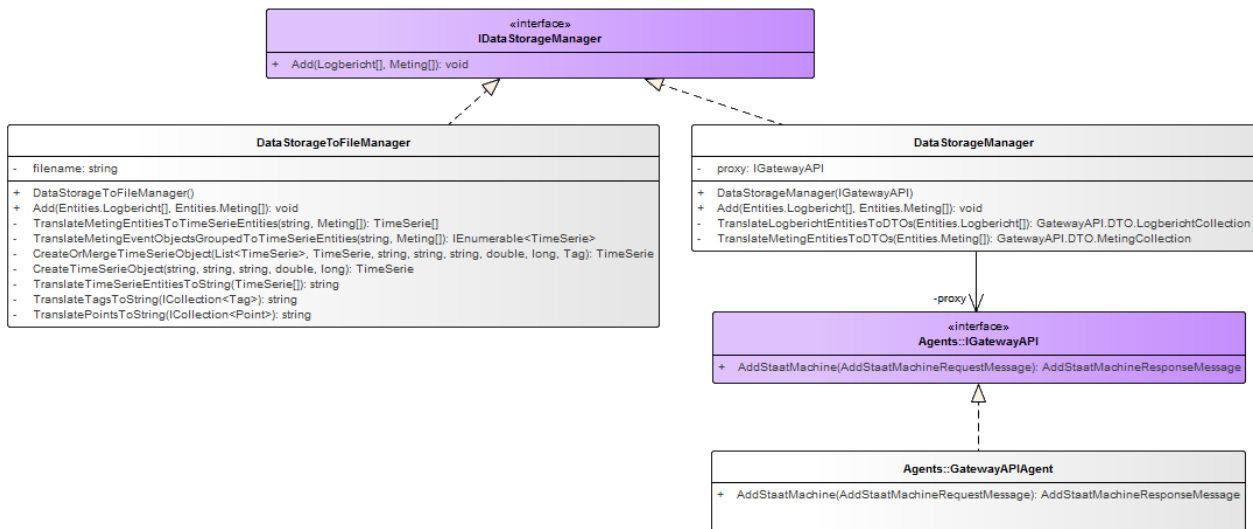 «interface»
IDataStorageManager
+ Add(Logbericht[], Meting[]): void
DataStorageToFileManager
- filename: string
+ DataStorageToFileManager()
+ Add(Entities.Logbericht[], Entities.Meting[]): void
- TranslateMetingEntitiesToTimeSerieEntities(string, Meting[]): TimeSerie[]
- TranslateMetingEventObjectsGroupedToTimeSerieEntities(string, Meting[]): IEnumerable<TimeSerie>
- CreateOrMergeTimeSerieObject(List<TimeSerie>, TimeSerie, string, string, string, double, long, Tag): TimeSerie
- CreateTimeSerieObject(string, string, string, double, long): TimeSerie
- TranslateTimeSerieEntitiesToString(TimeSerie[]): string
- TranslateTagsToString(ICollection<Tag>): string
- TranslatePointsToString(ICollection<Point>): string
DataStorageManager
- proxy: IGatewayAPI
+ DataStorageManager(IGatewayAPI)
+ Add(Entities.Logbericht[], Entities.Meting[]): void
- TranslateLogberichtEntitiesToDTOs(Entities.Logbericht[]): GatewayAPI.DTO.LogberichtCollection
- TranslateMetingEntitiesToDTOs(Entities.Meting[]): GatewayAPI.DTO.MetingCollection
-proxy
«interface»
Agents::IGatewayAPI
+ AddStaatMachine(AddStaatMachineRequestMessage): AddStaatMachineResponseMessage
Agents::GatewayAPIAgent
+ AddStaatMachine(AddStaatMachineRequestMessage): AddStaatMachineResponseMessage